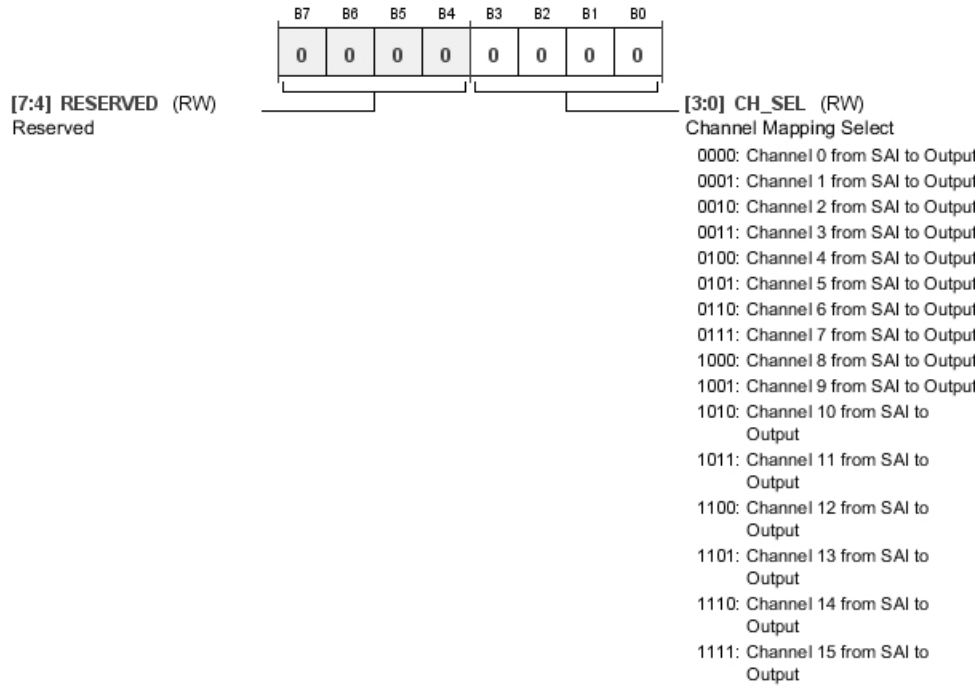 B7 B6 B5 B4 B3 B2 B1 B0
0 0 0 0 0 0 0 0
[7:4] RESERVED (RW)
Reserved
[3:0] CH_SEL (RW)
Channel Mapping Select
0000: Channel 0 from SAI to Output
0001: Channel 1 from SAI to Output
0010: Channel 2 from SAI to Output
0011: Channel 3 from SAI to Output
0100: Channel 4 from SAI to Output
0101: Channel 5 from SAI to Output
0110: Channel 6 from SAI to Output
0111: Channel 7 from SAI to Output
1000: Channel 8 from SAI to Output
1001: Channel 9 from SAI to Output
1010: Channel 10 from SAI to
Output
1011: Channel 11 from SAI to
Output
1100: Channel 12 from SAI to
Output
1101: Channel 13 from SAI to
Output
1110: Channel 14 from SAI to
Output
1111: Channel 15 from SAI to
Output